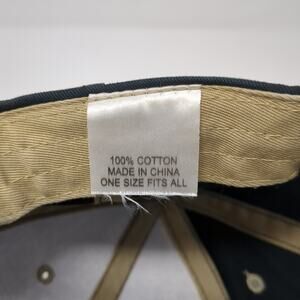 100% COTTON
MADE IN CHINA
ONE SIZE FITS ALL